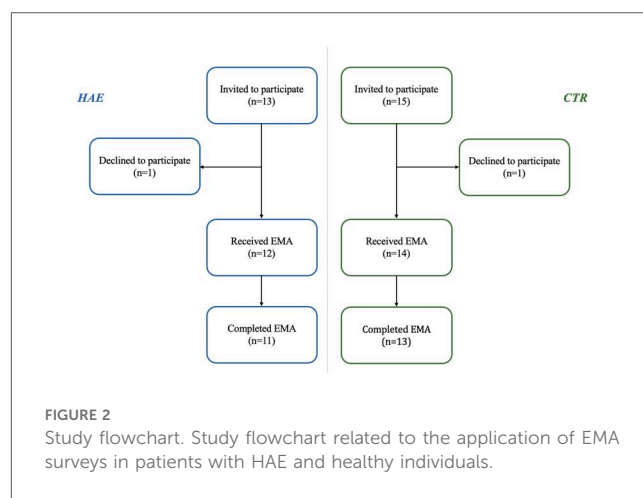 HAE
Invited to participate
(n=13)
Declined to participate
(n=1)
Received EMA
(n=12)
Completed EMA
(n=11)
CTR
Invited to participate
(n=15)
Declined to participate
(n=1)
Received EMA
(n=14)
Completed EMA
(n=13)
FIGURE 2
Study flowchart. Study flowchart related to the application of EMA
surveys in patients with HAE and healthy individuals.